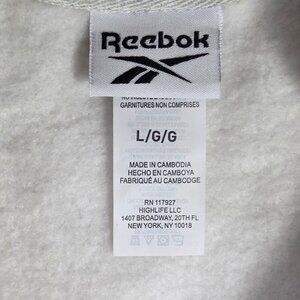 Reebok
GARNITURES NON COMPRISES
L/G/G
MADE IN CAMBODIA
HECHO EN CAMBOYA
FABRIQUÉ AU CAMBODGE
RN 117927
HIGHLIFE LLC
1407 BROADWAY, 20TH FL
NEW YORK, NY 10018